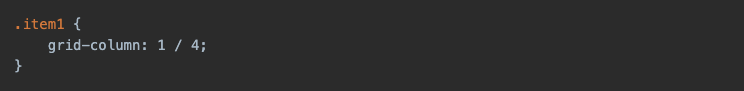 .item1 {
    grid-column: 1 / 4;
}